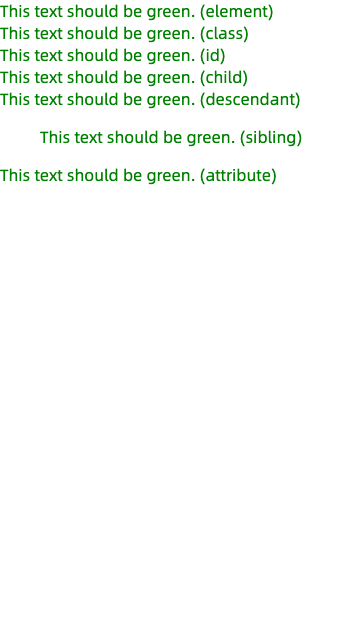 This text should be green. (element)
This text should be green. (class)
This text should be green. (id)
This text should be green. (child)
This text should be green. (descendant)
This text should be green. (sibling)
This text should be green. (attribute)